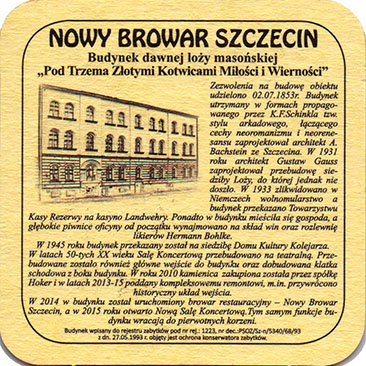 NOWY BROWAR SZCZECIN
Budynek dawnej loży masońskiej
„Pod Trzema Złotymi Kotwicami Miłości i Wierności”
Zezwolenia na budowę obiektu
udzielono 02.07.1853r. Budynek
utrzymany w formach propago-
wanego przez K.F.Schinkla tzw.
stylu arkadowego, łączącego
cechy neoromanizmu i neorene-
sansu zaprojektował architekt A.
Bachstein ze Szczecina. W 1931
roku architekt Gustaw Gauss
zaprojektował przebudowę sie-
dziby Loży, do której jednak nie
doszło. W 1933 zlikwidowano w
Niemczech wolnomularstwo a
budynek przekazano Towarzystwu
Kasy Rezerwy na kasyno Landwehry. Ponadto w budynku mieściła się gospoda, a
głębokie piwnice oficyny od początku wynajmowano na skład win oraz rozlewnię
likierów Hermann Bohlke.
W 1945 roku budynek przekazany został na siedzibę Domu Kultury Kolejarza.
W latach 50-tych XX wieku Salę Koncertową przebudowano na teatralną. Prze-
budowane zostało również główne wejście do budynku oraz dobudowana klatka
schodowa z boku budynku. W roku 2010 kamienica zakupiona została przez spółkę
Hoker i w latach 2013-15 poddany kompleksowemu remontowi, m.in. przywrócono
historyczny układ wejścia.
W 2014 w budynku został uruchomiony browar restauracyjny – Nowy Browar
Szczecin, a w 2015 roku otwarto Nową Salę Koncertową.Tym samym funkcje bu-
dynku wracają do pierwotnych korzeni.
Budynek wpisany do rejestru zabytków pod nr rej.: 1223, nr dec.:PSOZ/Sz-n/5340/68/93
z dn. 27.05.1993 r. objęty jest ochroną konserwatora zabytków.